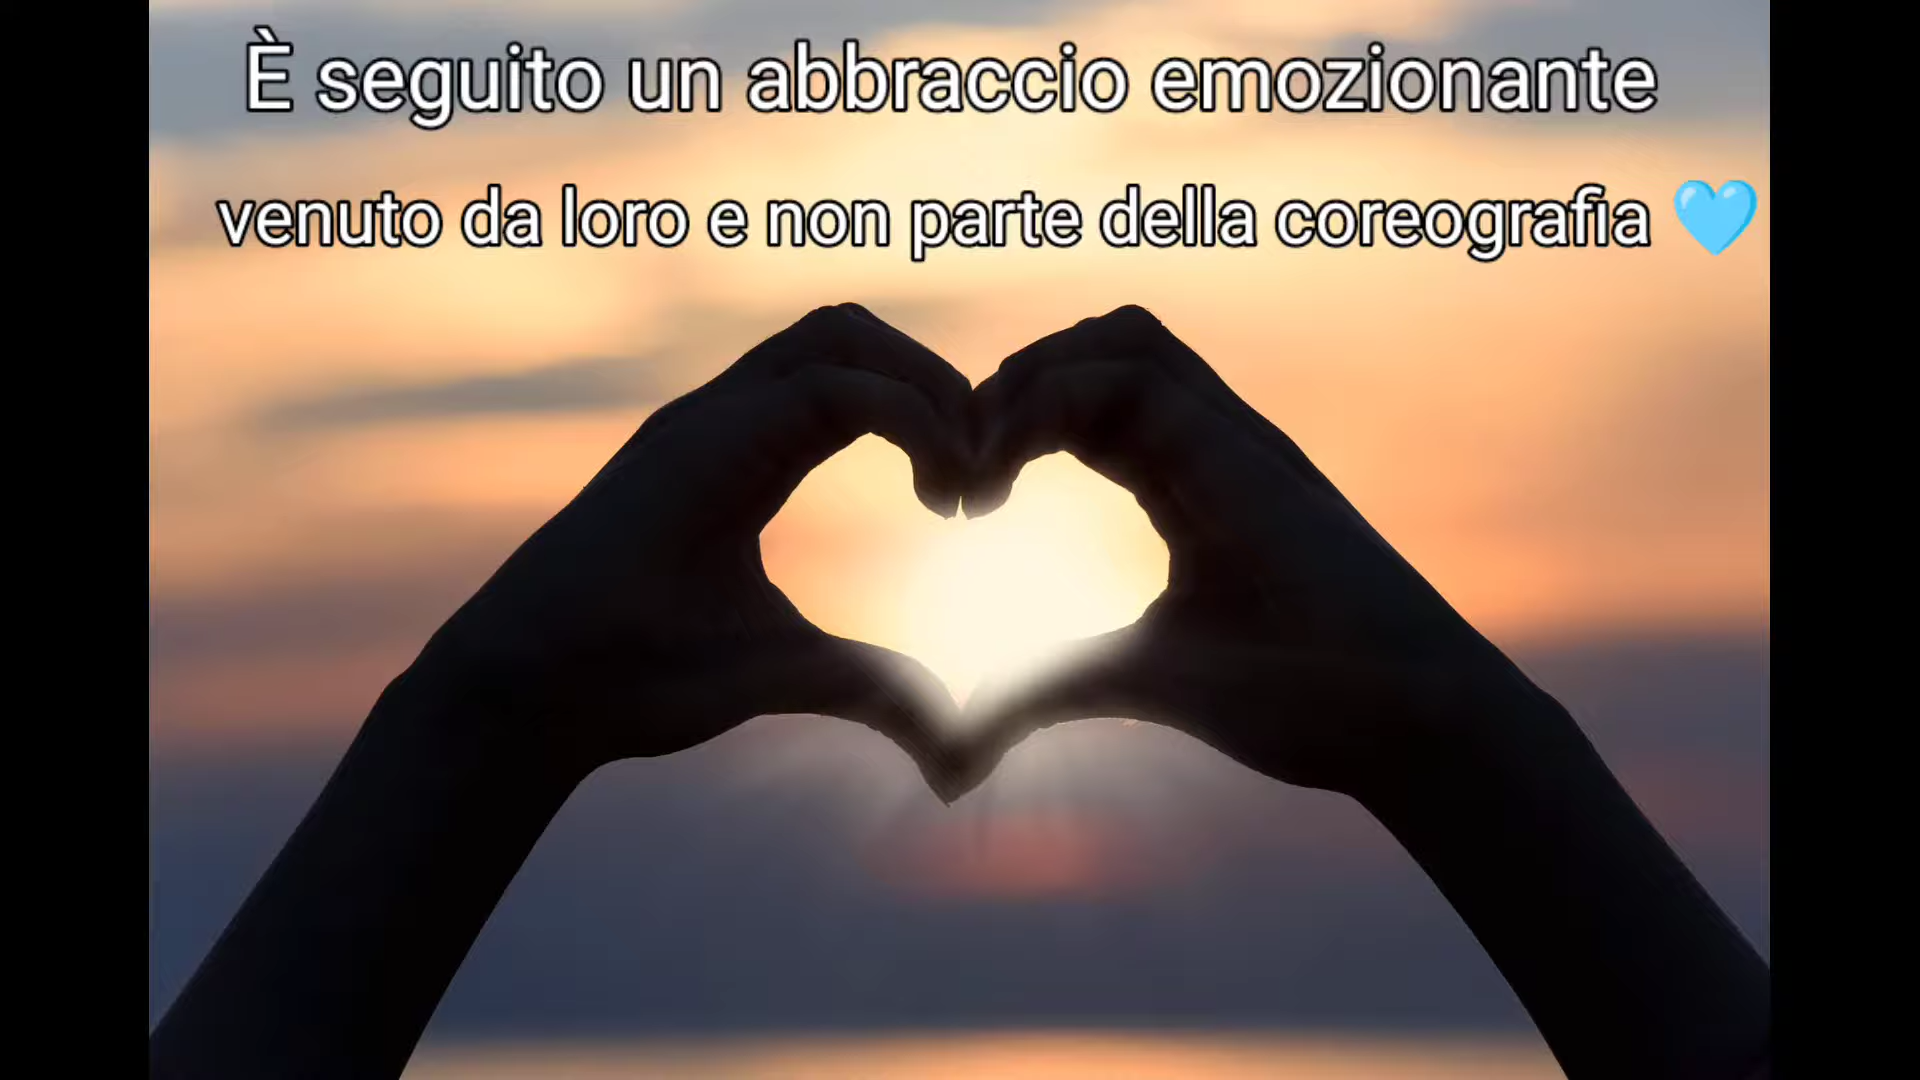 È seguito un abbraccio emozionante
venuto da loro e non parte della coreografia 🩵